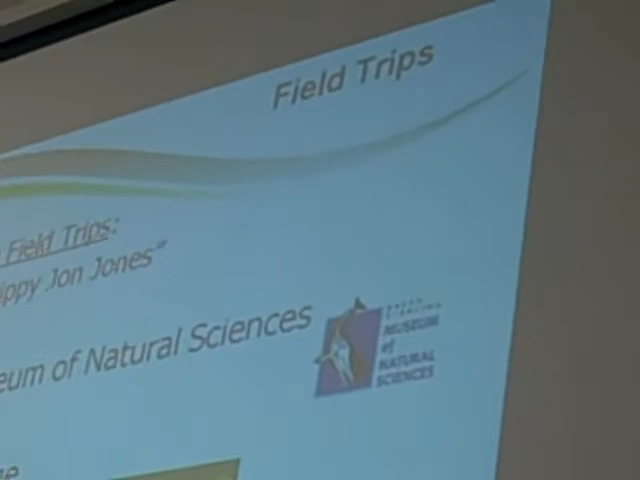 Field Trips
Field Trips:
ippy Jon Jones"
eum of Natural Sciences
MUSEUM
of
NATURAL
SCIENCES